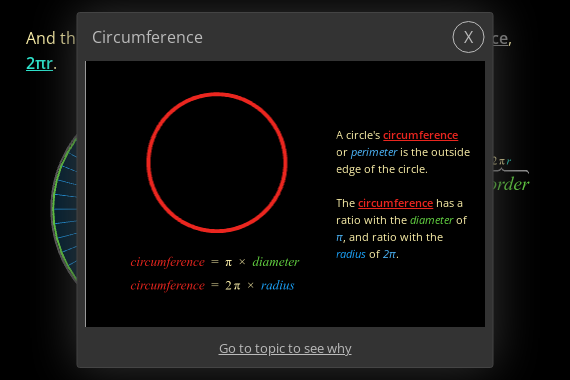 Circumference
X
And th
ce,
2πr.
A circle's circumference
or perimeter is the outside
edge of the circle.
The circumference has a
ratio with the diameter of
π, and ratio with the
radius of 2π.
2πr
order
circumference = π × diameter
circumference = 2π × radius
Go to topic to see why